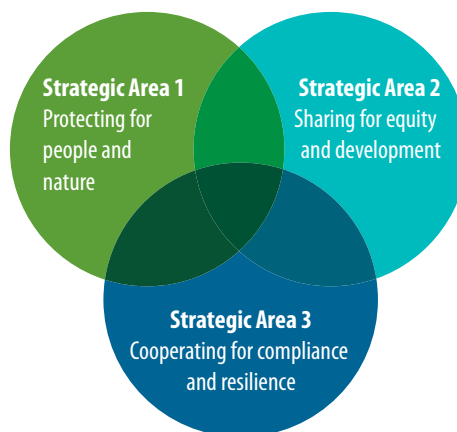 Strategic Area 1
Protecting for
people and
nature
Strategic Area 2
Sharing for equity
and development
Strategic Area 3
Cooperating for compliance
and resilience